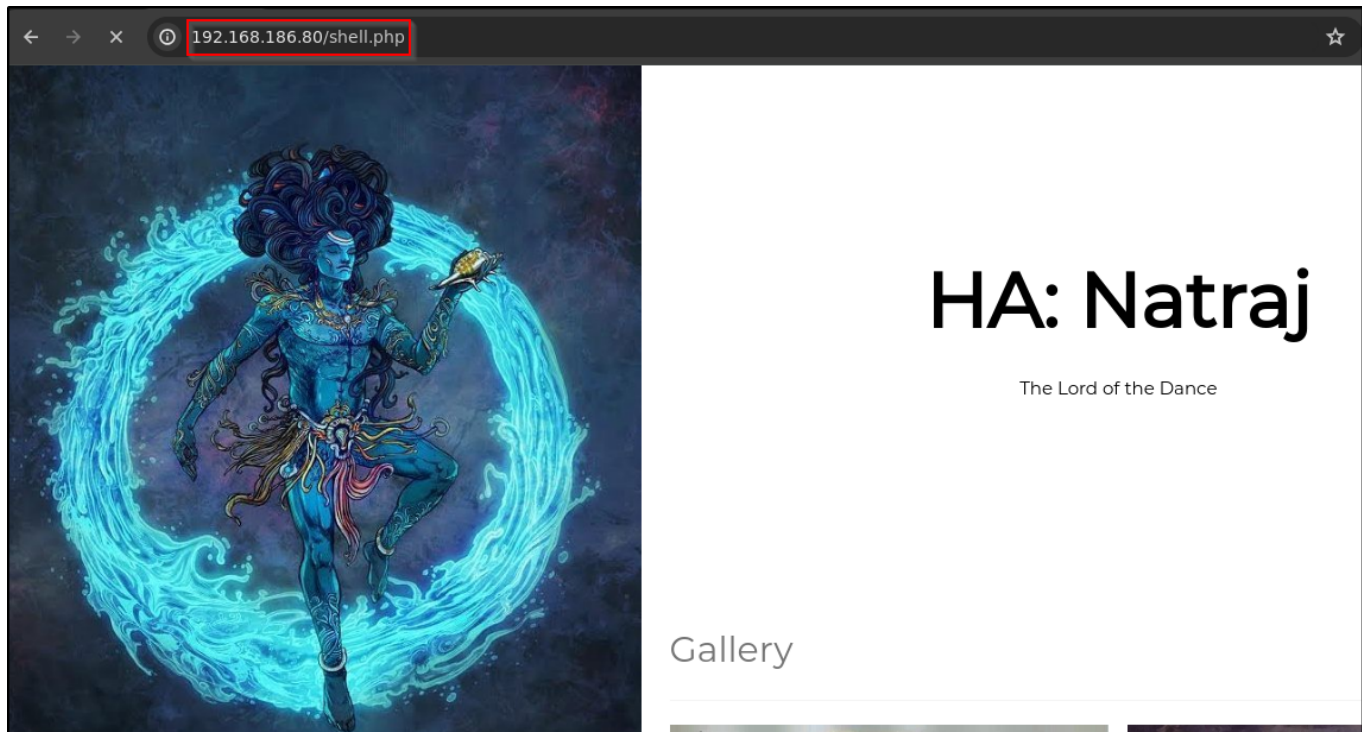 192.168.186.80/shell.php
HA: Natraj
The Lord of the Dance
Gallery